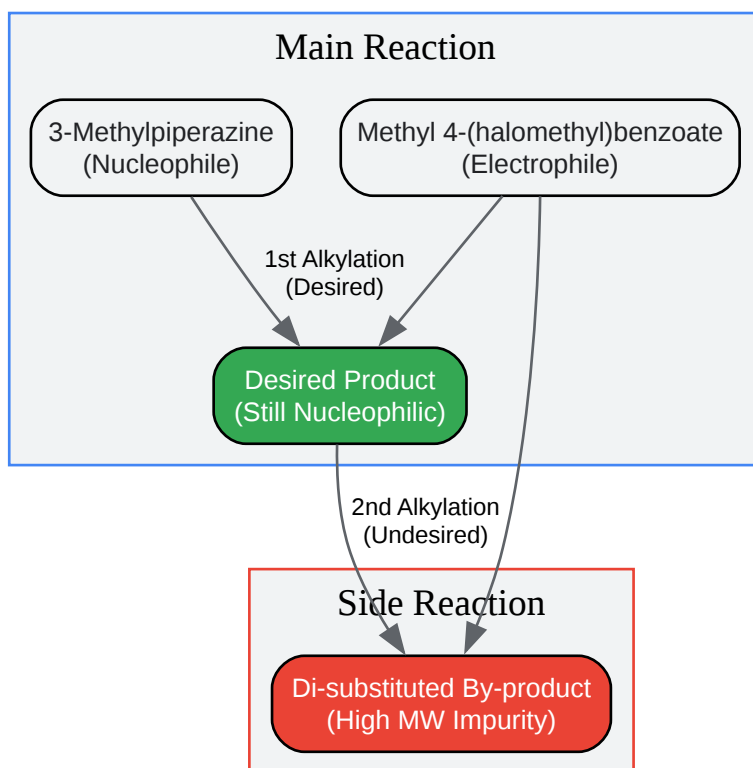 Main Reaction
3-Methylpiperazine
(Nucleophile)
Methyl 4-(halomethyl)benzoate
(Electrophile)
1st Alkylation
(Desired)
Desired Product
(Still Nucleophilic)
2nd Alkylation
(Undesired)
Side Reaction
Di-substituted By-product
(High MW Impurity)